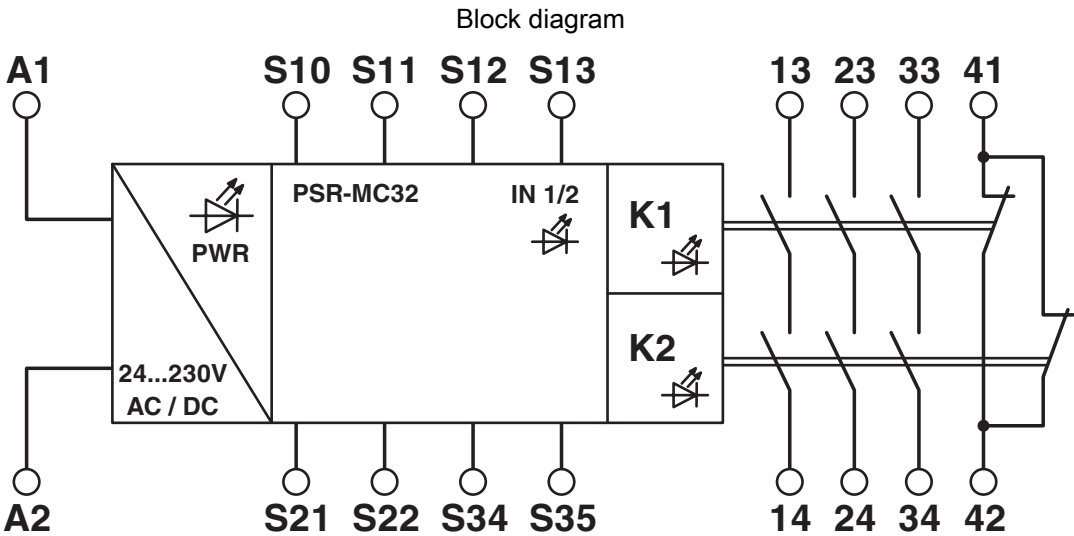 Block diagram
A1 S10 S11 S12 S13 13 23 33 41
PSR-MC32 IN 1/2
K1
PWR
K2
24...230V
AC / DC
A2 S21 S22 S34 S35 14 24 34 42